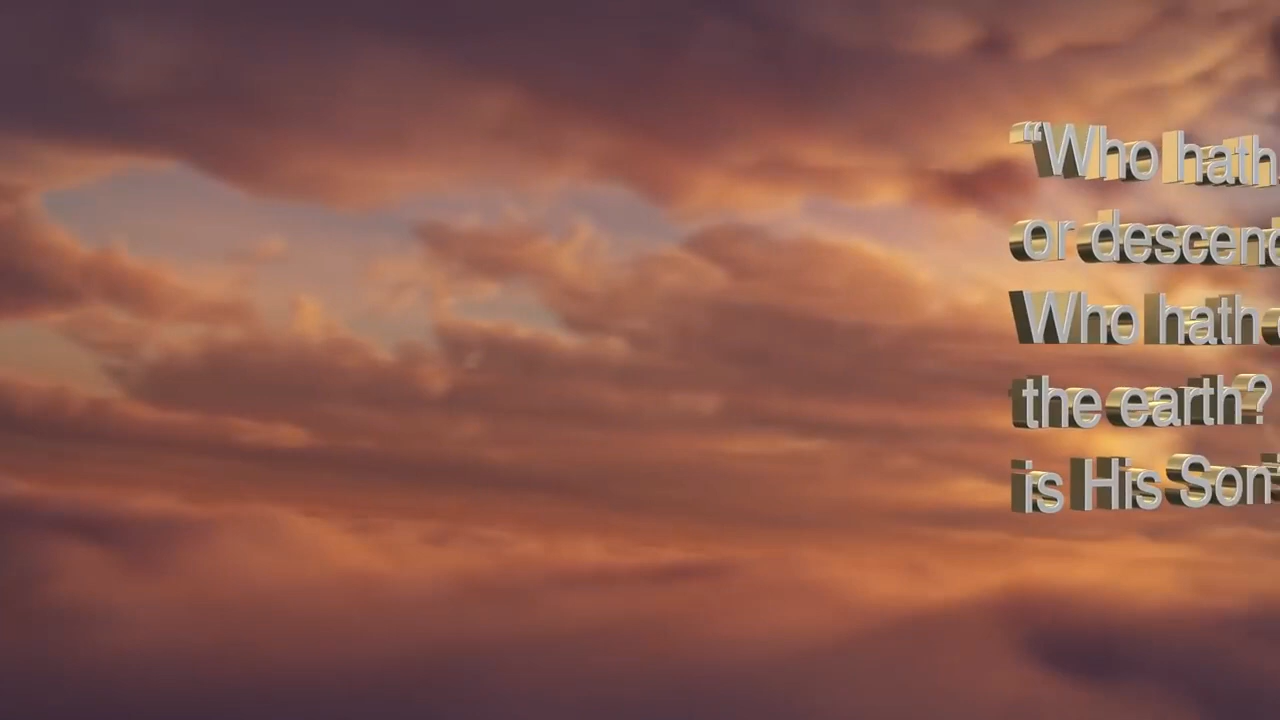 “Who hath
or descend
Who hath
the earth?
is His Son